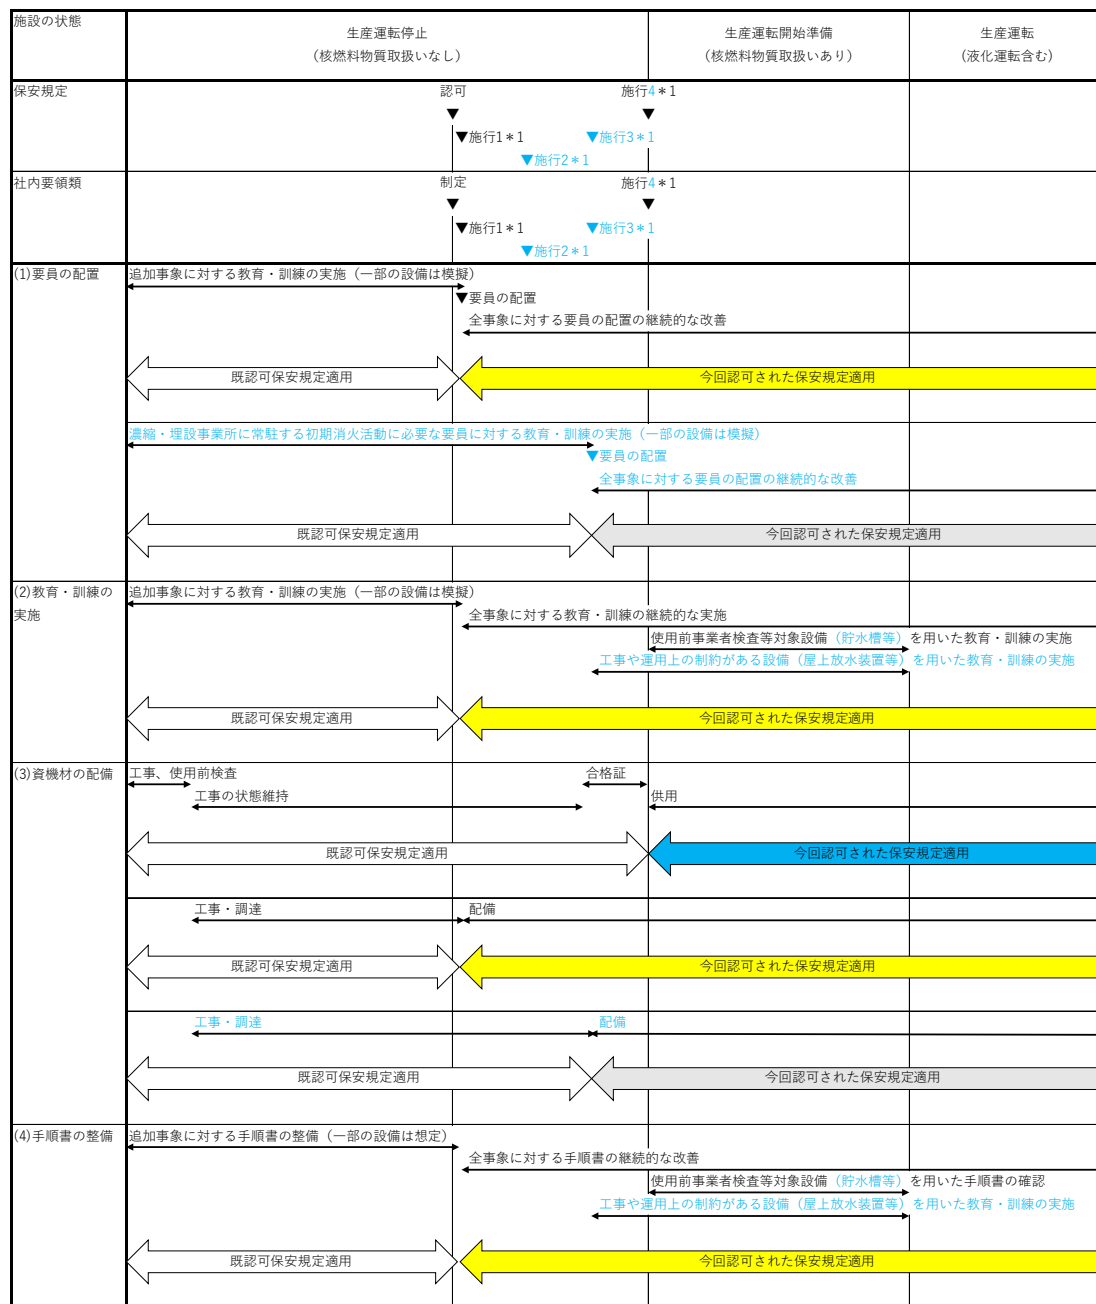 施設の状態
生産運転停止
(核燃料物質取扱いなし)
生産運転開始準備
(核燃料物質取扱いあり)
生産運転
(液化運転含む)
保安規定
認可
施行4＊1
▼
▼
▼施行1＊1
▼施行3＊1
▼施行2＊1
社内要領類
制定
施行4＊1
▼
▼
▼施行1＊1
▼施行3＊1
▼施行2＊1
(1)要員の配置
追加事象に対する教育・訓練の実施（一部の設備は模擬）
▼要員の配置
全事象に対する要員の配置の継続的な改善
既認可保安規定適用
今回認可された保安規定適用
濃縮・埋設事業所に常駐する初期消火活動に必要な要員に対する教育・訓練の実施（一部の設備は模擬）
▼要員の配置
全事象に対する要員の配置の継続的な改善
既認可保安規定適用
今回認可された保安規定適用
(2)教育・訓練の
実施
追加事象に対する教育・訓練の実施（一部の設備は模擬）
全事象に対する教育・訓練の継続的な実施
使用前事業者検査等対象設備（貯水槽等）を用いた教育・訓練の実施
工事や運用上の制約がある設備（屋上放水装置等）を用いた教育・訓練の実施
既認可保安規定適用
今回認可された保安規定適用
(3)資機材の配備
工事、使用前検査
合格証
工事の状態維持
供用
既認可保安規定適用
今回認可された保安規定適用
工事・調達
配備
既認可保安規定適用
今回認可された保安規定適用
工事・調達
配備
既認可保安規定適用
今回認可された保安規定適用
(4)手順書の整備
追加事象に対する手順書の整備（一部の設備は想定）
全事象に対する手順書の継続的な改善
使用前事業者検査等対象設備（貯水槽等）を用いた手順書の確認
工事や運用上の制約がある設備（屋上放水装置等）を用いた教育・訓練の実施
既認可保安規定適用
今回認可された保安規定適用